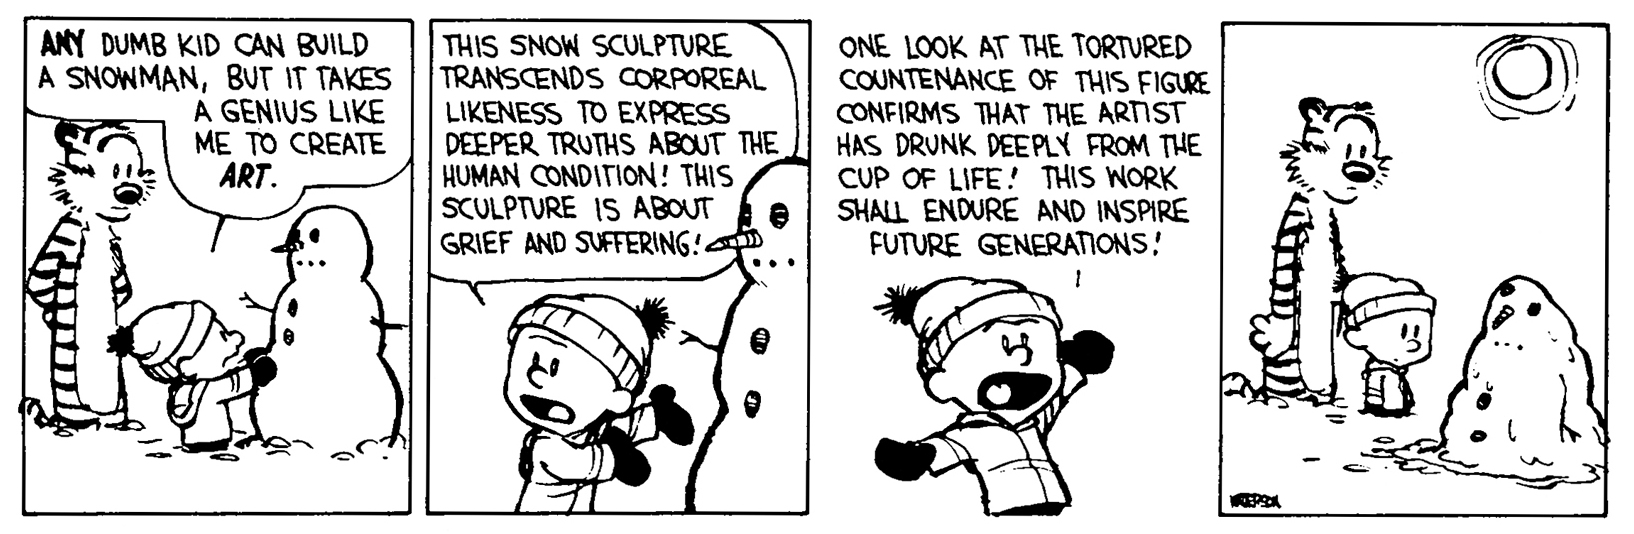 ANY DUMB KID CAN BUILD
A SNOWMAN, BUT IT TAKES
A GENIUS LIKE
ME TO CREATE
ART.
THIS SNOW SCULPTURE
TRANSCENDS CORPOREAL
LIKENESS TO EXPRESS
DEEPER TRUTHS ABOUT THE
HUMAN CONDITION! THIS
SCULPTURE IS ABOUT
GRIEF AND SUFFERING!
ONE LOOK AT THE TORTURED
COUNTENANCE OF THIS FIGURE
CONFIRMS THAT THE ARTIST
HAS DRUNK DEEPLY FROM THE
CUP OF LIFE! THIS WORK
SHALL ENDURE AND INSPIRE
FUTURE GENERATIONS!
WATTERSON